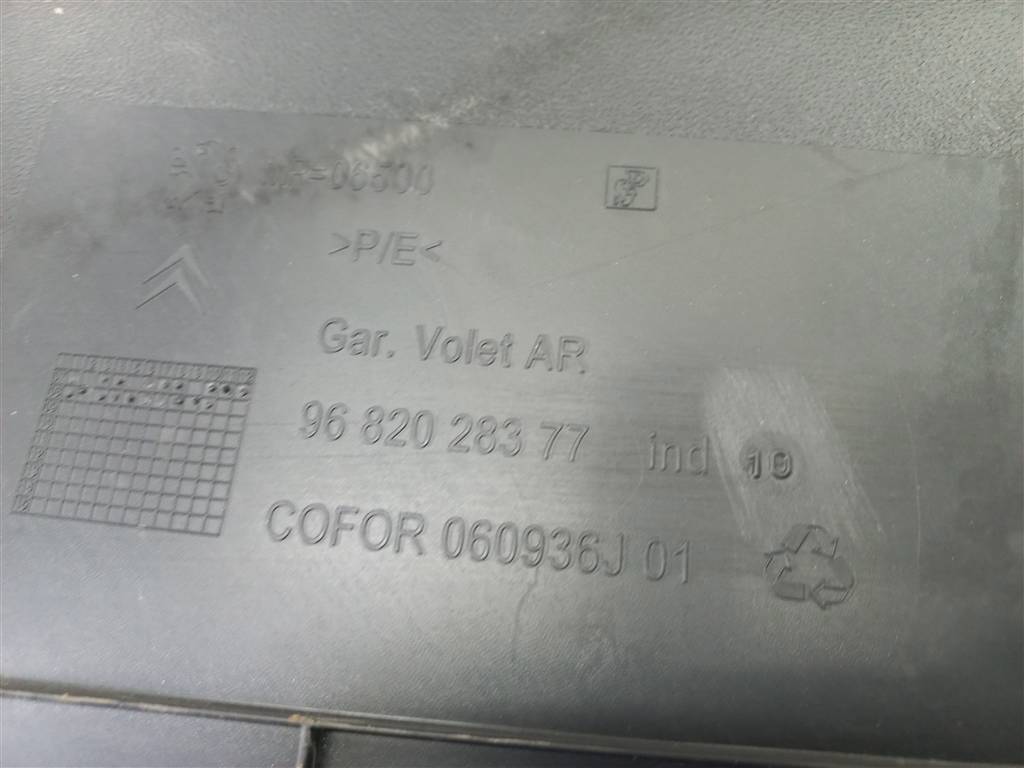 >P/E<
Gar. Volet AR
96 820 283 77 ind 10
COFOR 060936J 01